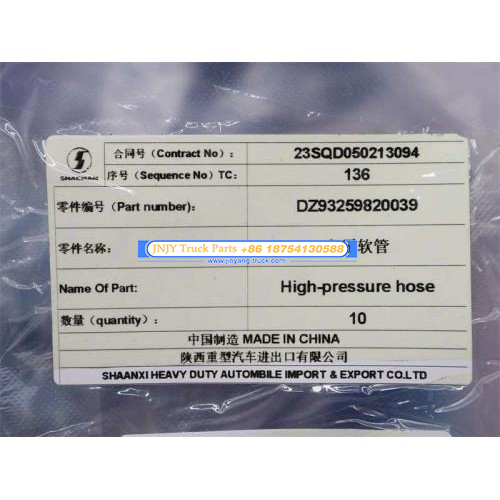 SHACMAN
合同号（Contract No）： 23SQD050213094
序号（Sequence No）TC: 136
零件编号（Part number）: DZ93259820039
零件名称： 软管
JNJY Truck Parts +86 18754130588
www.jinyang-truck.com
Name Of Part: High-pressure hose
数量（quantity）： 10
中国制造 MADE IN CHINA
陕西重型汽车进出口有限公司
SHAANXI HEAVY DUTY AUTOMBILE IMPORT & EXPORT CO.LTD